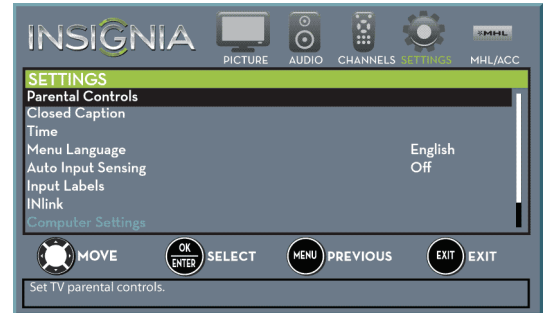 INSIGNIA
PICTURE AUDIO CHANNELS SETTINGS MHL/ACC
MHL
SETTINGS
Parental Controls
Closed Caption
Time
Menu Language English
Auto Input Sensing Off
Input Labels
INlink
Computer Settings
MOVE OK ENTER SELECT MENU PREVIOUS EXIT EXIT
Set TV parental controls.